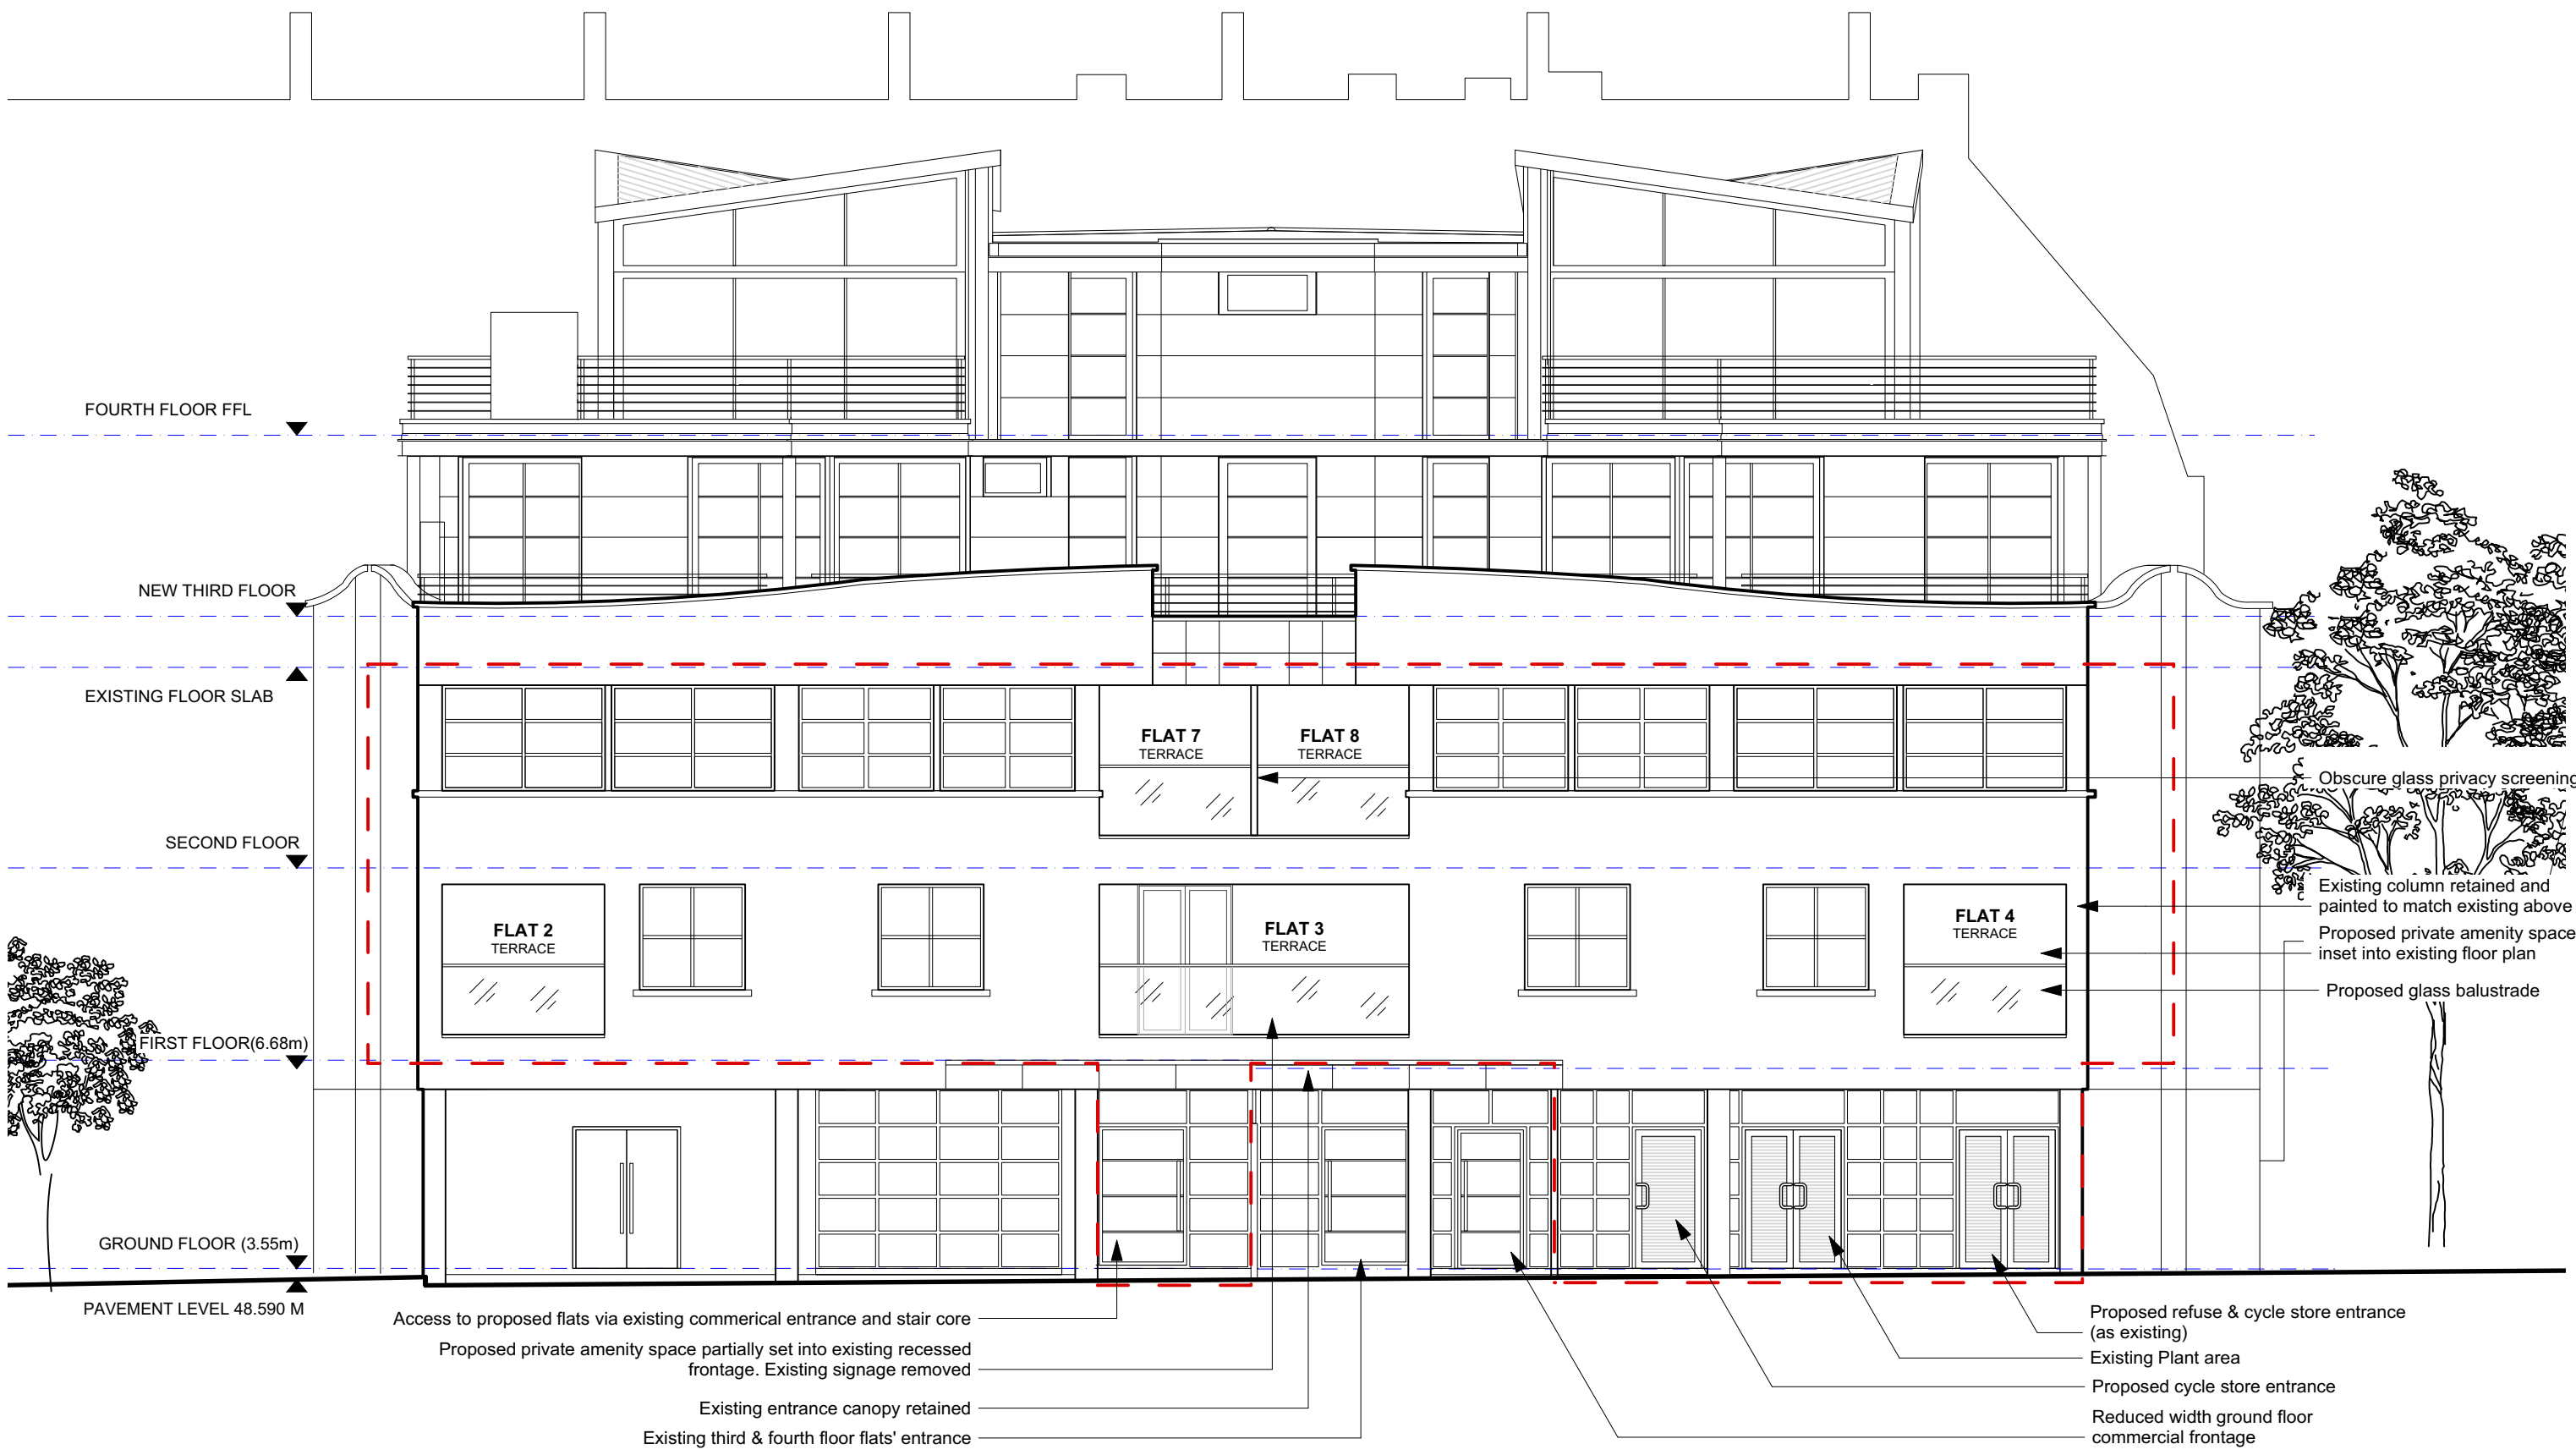 FOURTH FLOOR FFL
NEW THIRD FLOOR
EXISTING FLOOR SLAB
FLAT 7
TERRACE
FLAT 8
TERRACE
Obscure glass privacy screening
SECOND FLOOR
FLAT 2
TERRACE
FLAT 3
TERRACE
FLAT 4
TERRACE
Existing column retained and
painted to match existing above
Proposed private amenity space
inset into existing floor plan
Proposed glass balustrade
FIRST FLOOR(6.68m)
GROUND FLOOR (3.55m)
PAVEMENT LEVEL 48.590 M
Access to proposed flats via existing commerical entrance and stair core
Proposed private amenity space partially set into existing recessed
frontage. Existing signage removed
Existing entrance canopy retained
Existing third & fourth floor flats' entrance
Proposed refuse & cycle store entrance
(as existing)
Existing Plant area
Proposed cycle store entrance
Reduced width ground floor
commercial frontage